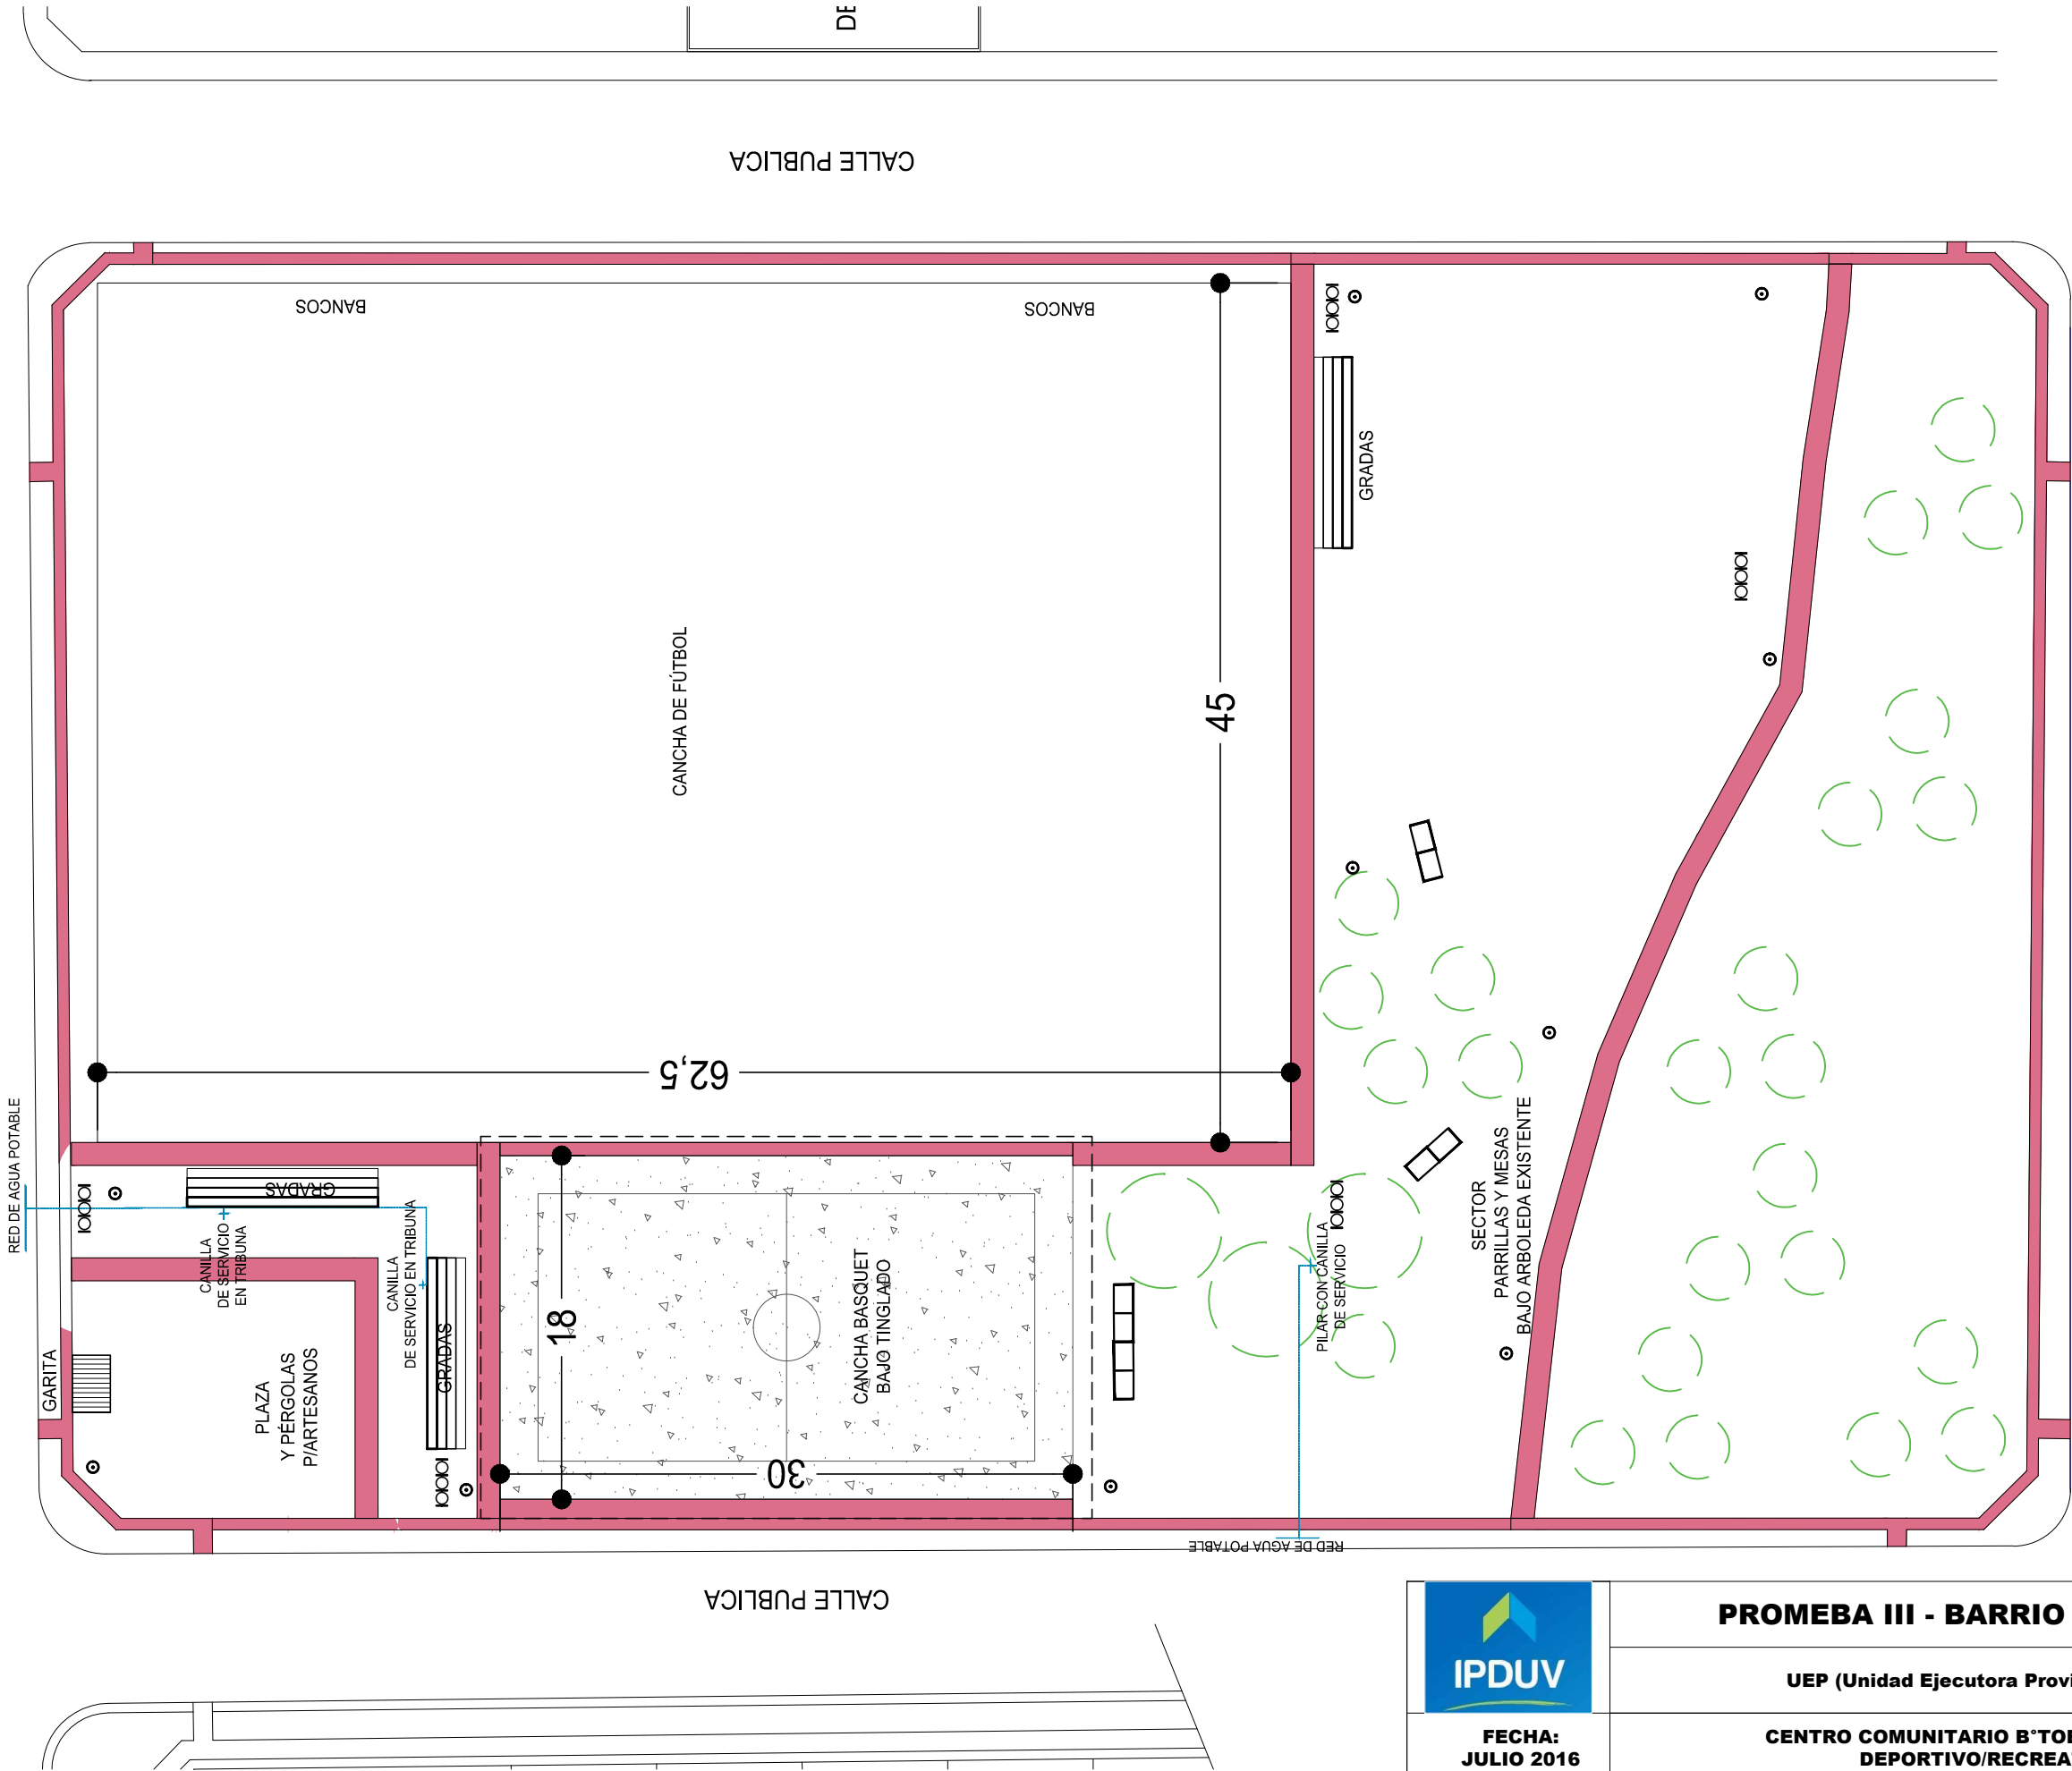 DE
CALLE PUBLICA
BANCOS
BANCOS
GRADAS
CANCHA DE FÚTBOL
45
62,5
RED DE AGUA POTABLE
GRADAS
CANILLA
DE SERVICIO
EN TRIBUNA
CANILLA
DE SERVICIO EN TRIBUNA
GRADAS
GARITA
PLAZA
Y PÉRGOLAS
P/ARTESANOS
18
30
CANCHA BASQUET
BAJO TINGLADO
PILAR CON CANILLA
DE SERVICIO
SECTOR
PARRILLAS Y MESAS
BAJO ARBOLEDA EXISTENTE
RED DE AGUA POTABLE
CALLE PUBLICA
IPDUV
FECHA:
JULIO 2016
PROMEBA III - BARRIO
UEP (Unidad Ejecutora Provi
CENTRO COMUNITARIO B°TO
DEPORTIVO/RECREA